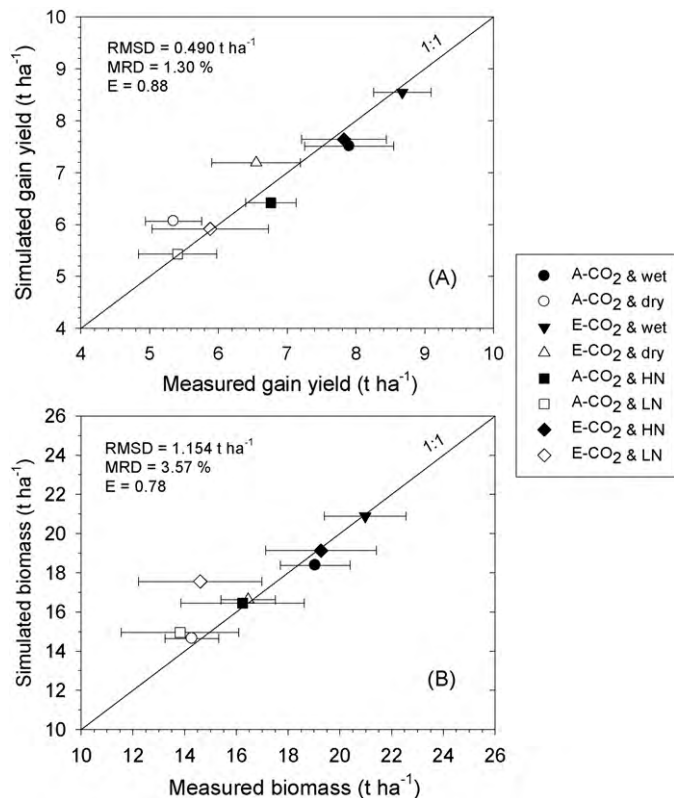 10
9
8
7
6
5
4
RMSD = 0.490 t ha⁻¹
MRD = 1.30 %
E = 0.88
1:1
(A)
Simulated gain yield (t ha⁻¹)
4 5 6 7 8 9 10
Measured gain yield (t ha⁻¹)
A-CO₂ & wet
A-CO₂ & dry
E-CO₂ & wet
E-CO₂ & dry
A-CO₂ & HN
A-CO₂ & LN
E-CO₂ & HN
E-CO₂ & LN
26
24
22
20
18
16
14
12
10
RMSD = 1.154 t ha⁻¹
MRD = 3.57 %
E = 0.78
1:1
(B)
Simulated biomass (t ha⁻¹)
10 12 14 16 18 20 22 24 26
Measured biomass (t ha⁻¹)